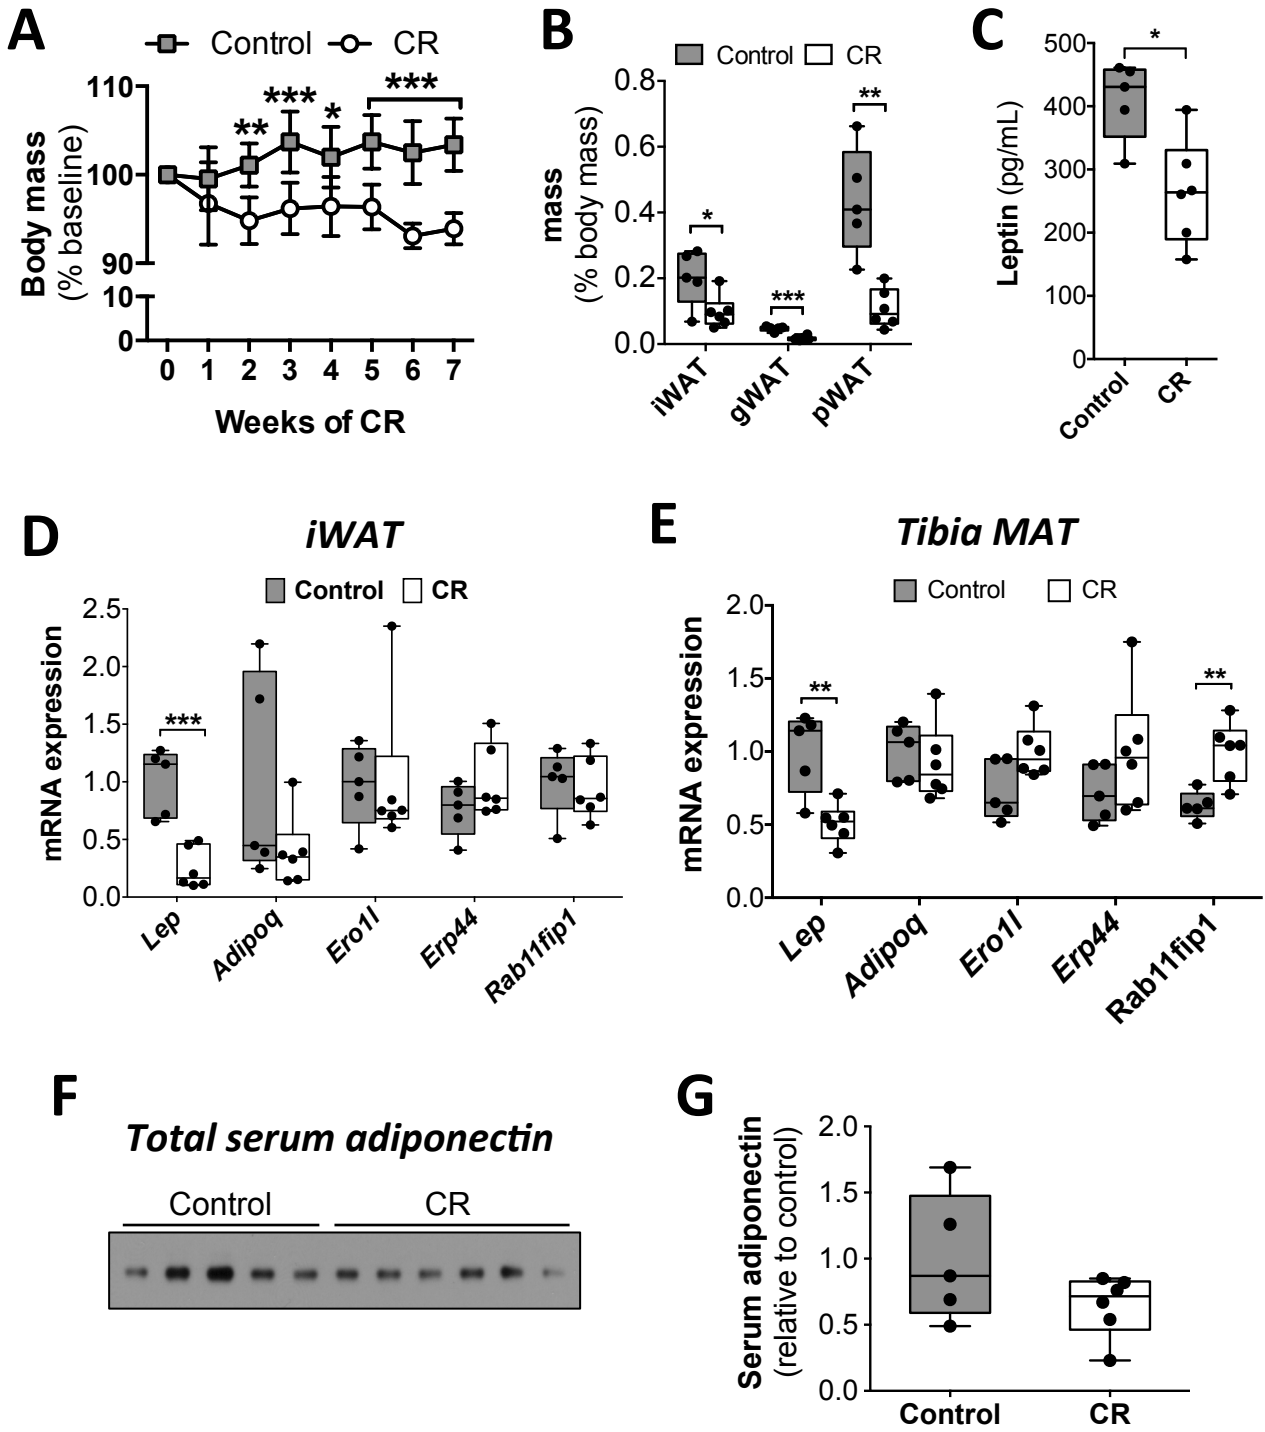 A
Control CR
Body mass
(% baseline)
110
100
90
10
0
** *** * ***
0 1 2 3 4 5 6 7
Weeks of CR
B
Control CR
mass
(% body mass)
0.8
0.6
0.4
0.2
0.0
* *** **
iWAT gWAT pWAT
C
Leptin (pg/mL)
500
400
300
200
100
0
*
Control CR
D
iWAT
Control CR
mRNA expression
2.5
2.0
1.5
1.0
0.5
0.0
***
Lep Adipoq Ero1l Erp44 Rab11fip1
E
Tibia MAT
Control CR
mRNA expression
2.0
1.5
1.0
0.5
0.0
** **
Lep Adipoq Ero1l Erp44 Rab11fip1
F
Total serum adiponectin
Control CR
G
Serum adiponectin
(relative to control)
2.0
1.5
1.0
0.5
0.0
Control CR